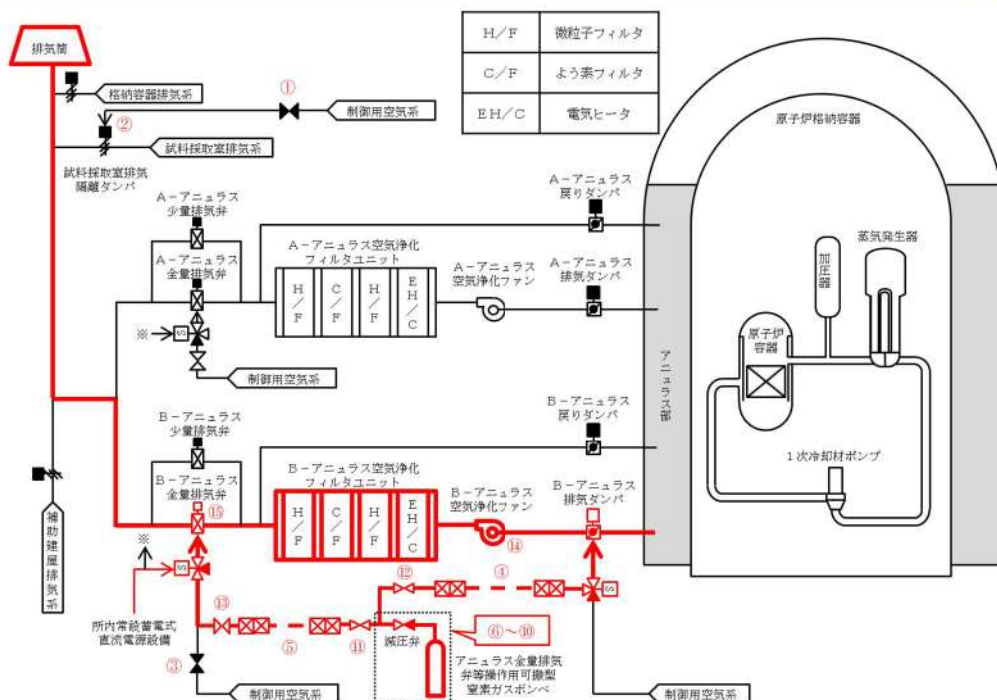 排気筒
H/F 微粒子フィルタ
C/F よう素フィルタ
EH/C 電気ヒータ
格納容器排気系
①
制御用空気系
②
試料採取室排気系
試料採取室排気
隔離ダンパ
原子炉格納容器
A-アニュラス
戻りダンパ
A-アニュラス
少量排気弁
A-アニュラス空気浄化
フィルタユニット
A-アニュラス
全量排気弁
H/F
C/F
H/F
EH/C
A-アニュラス
空気浄化ファン
A-アニュラス
排気ダンパ
蒸気発生器
加圧器
原子炉
容器
※
S
制御用空気系
アニュラス部
B-アニュラス
戻りダンパ
1次冷却材ポンプ
B-アニュラス
少量排気弁
B-アニュラス空気浄化
フィルタユニット
B-アニュラス
全量排気弁
⑮
H/F
C/F
H/F
EH/C
B-アニュラス
空気浄化ファン
⑭
B-アニュラス
排気ダンパ
補助建屋排気系
※
S
⑫
④
S
所内常設蓄電式
直流電源設備
⑬
⑤
⑪
減圧弁
⑥~⑩
③
アニュラス全量排気
弁等操作用可搬型
窒素ガスボンベ
制御用空気系
制御用空気系